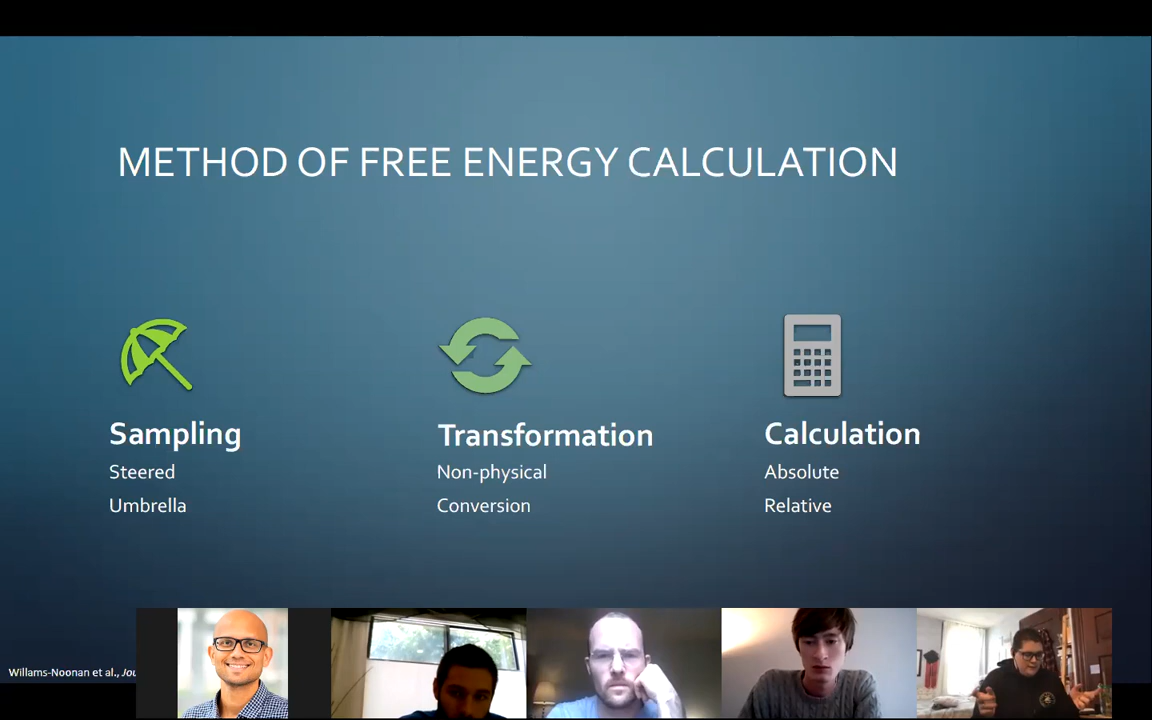 METHOD OF FREE ENERGY CALCULATION
Sampling
Steered
Umbrella
Transformation
Non-physical
Conversion
Calculation
Absolute
Relative
Willams-Noonan et al., Jou